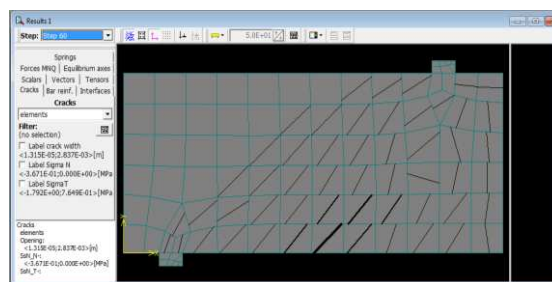 Results 1
Step: Step 60
5.0E+01
Springs
Forces MNQ Equilibrium axes
Scalars Vectors Tensors
Cracks Bar reinf. Interfaces
Cracks
elements
Filter:
(no selection)
Label crack width
<1.315E-05;2.837E-03>[m]
Label Sigma N
<-3.671E-01;0.000E+00>[MPa
Label SigmaT
<-1.792E+00;7.649E-01>[MPa
Cracks
elements
Opening:
<1.315E-05;2.837E-03>[m]
SsN_N-:
<-3.671E-01;0.000E+00>[MPa
SsN_T-: